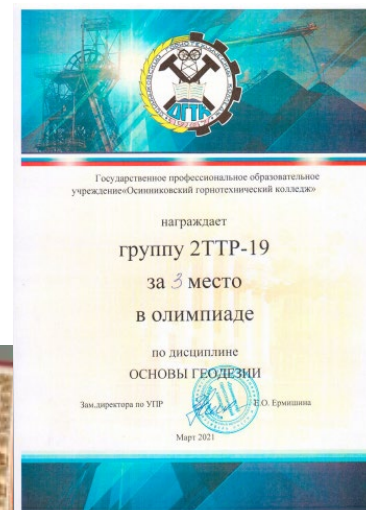 ОГТК
Государственное профессиональное образовательное
учреждение«Осинниковский горнотехнический колледж»
награждает
группу 2ТТР-19
за 3 место
в олимпиаде
по дисциплине
ОСНОВЫ ГЕОДЕЗИИ
Зам.директора по УПР Е.О. Ермишина
Март 2021